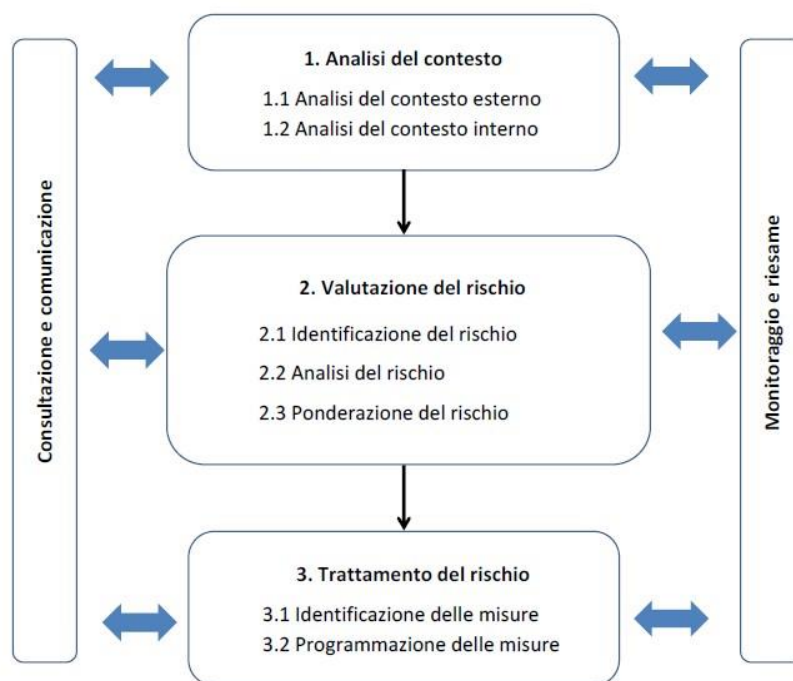 Consultazione e comunicazione
1. Analisi del contesto
1.1 Analisi del contesto esterno
1.2 Analisi del contesto interno
2. Valutazione del rischio
2.1 Identificazione del rischio
2.2 Analisi del rischio
2.3 Ponderazione del rischio
3. Trattamento del rischio
3.1 Identificazione delle misure
3.2 Programmazione delle misure
Monitoraggio e riesame